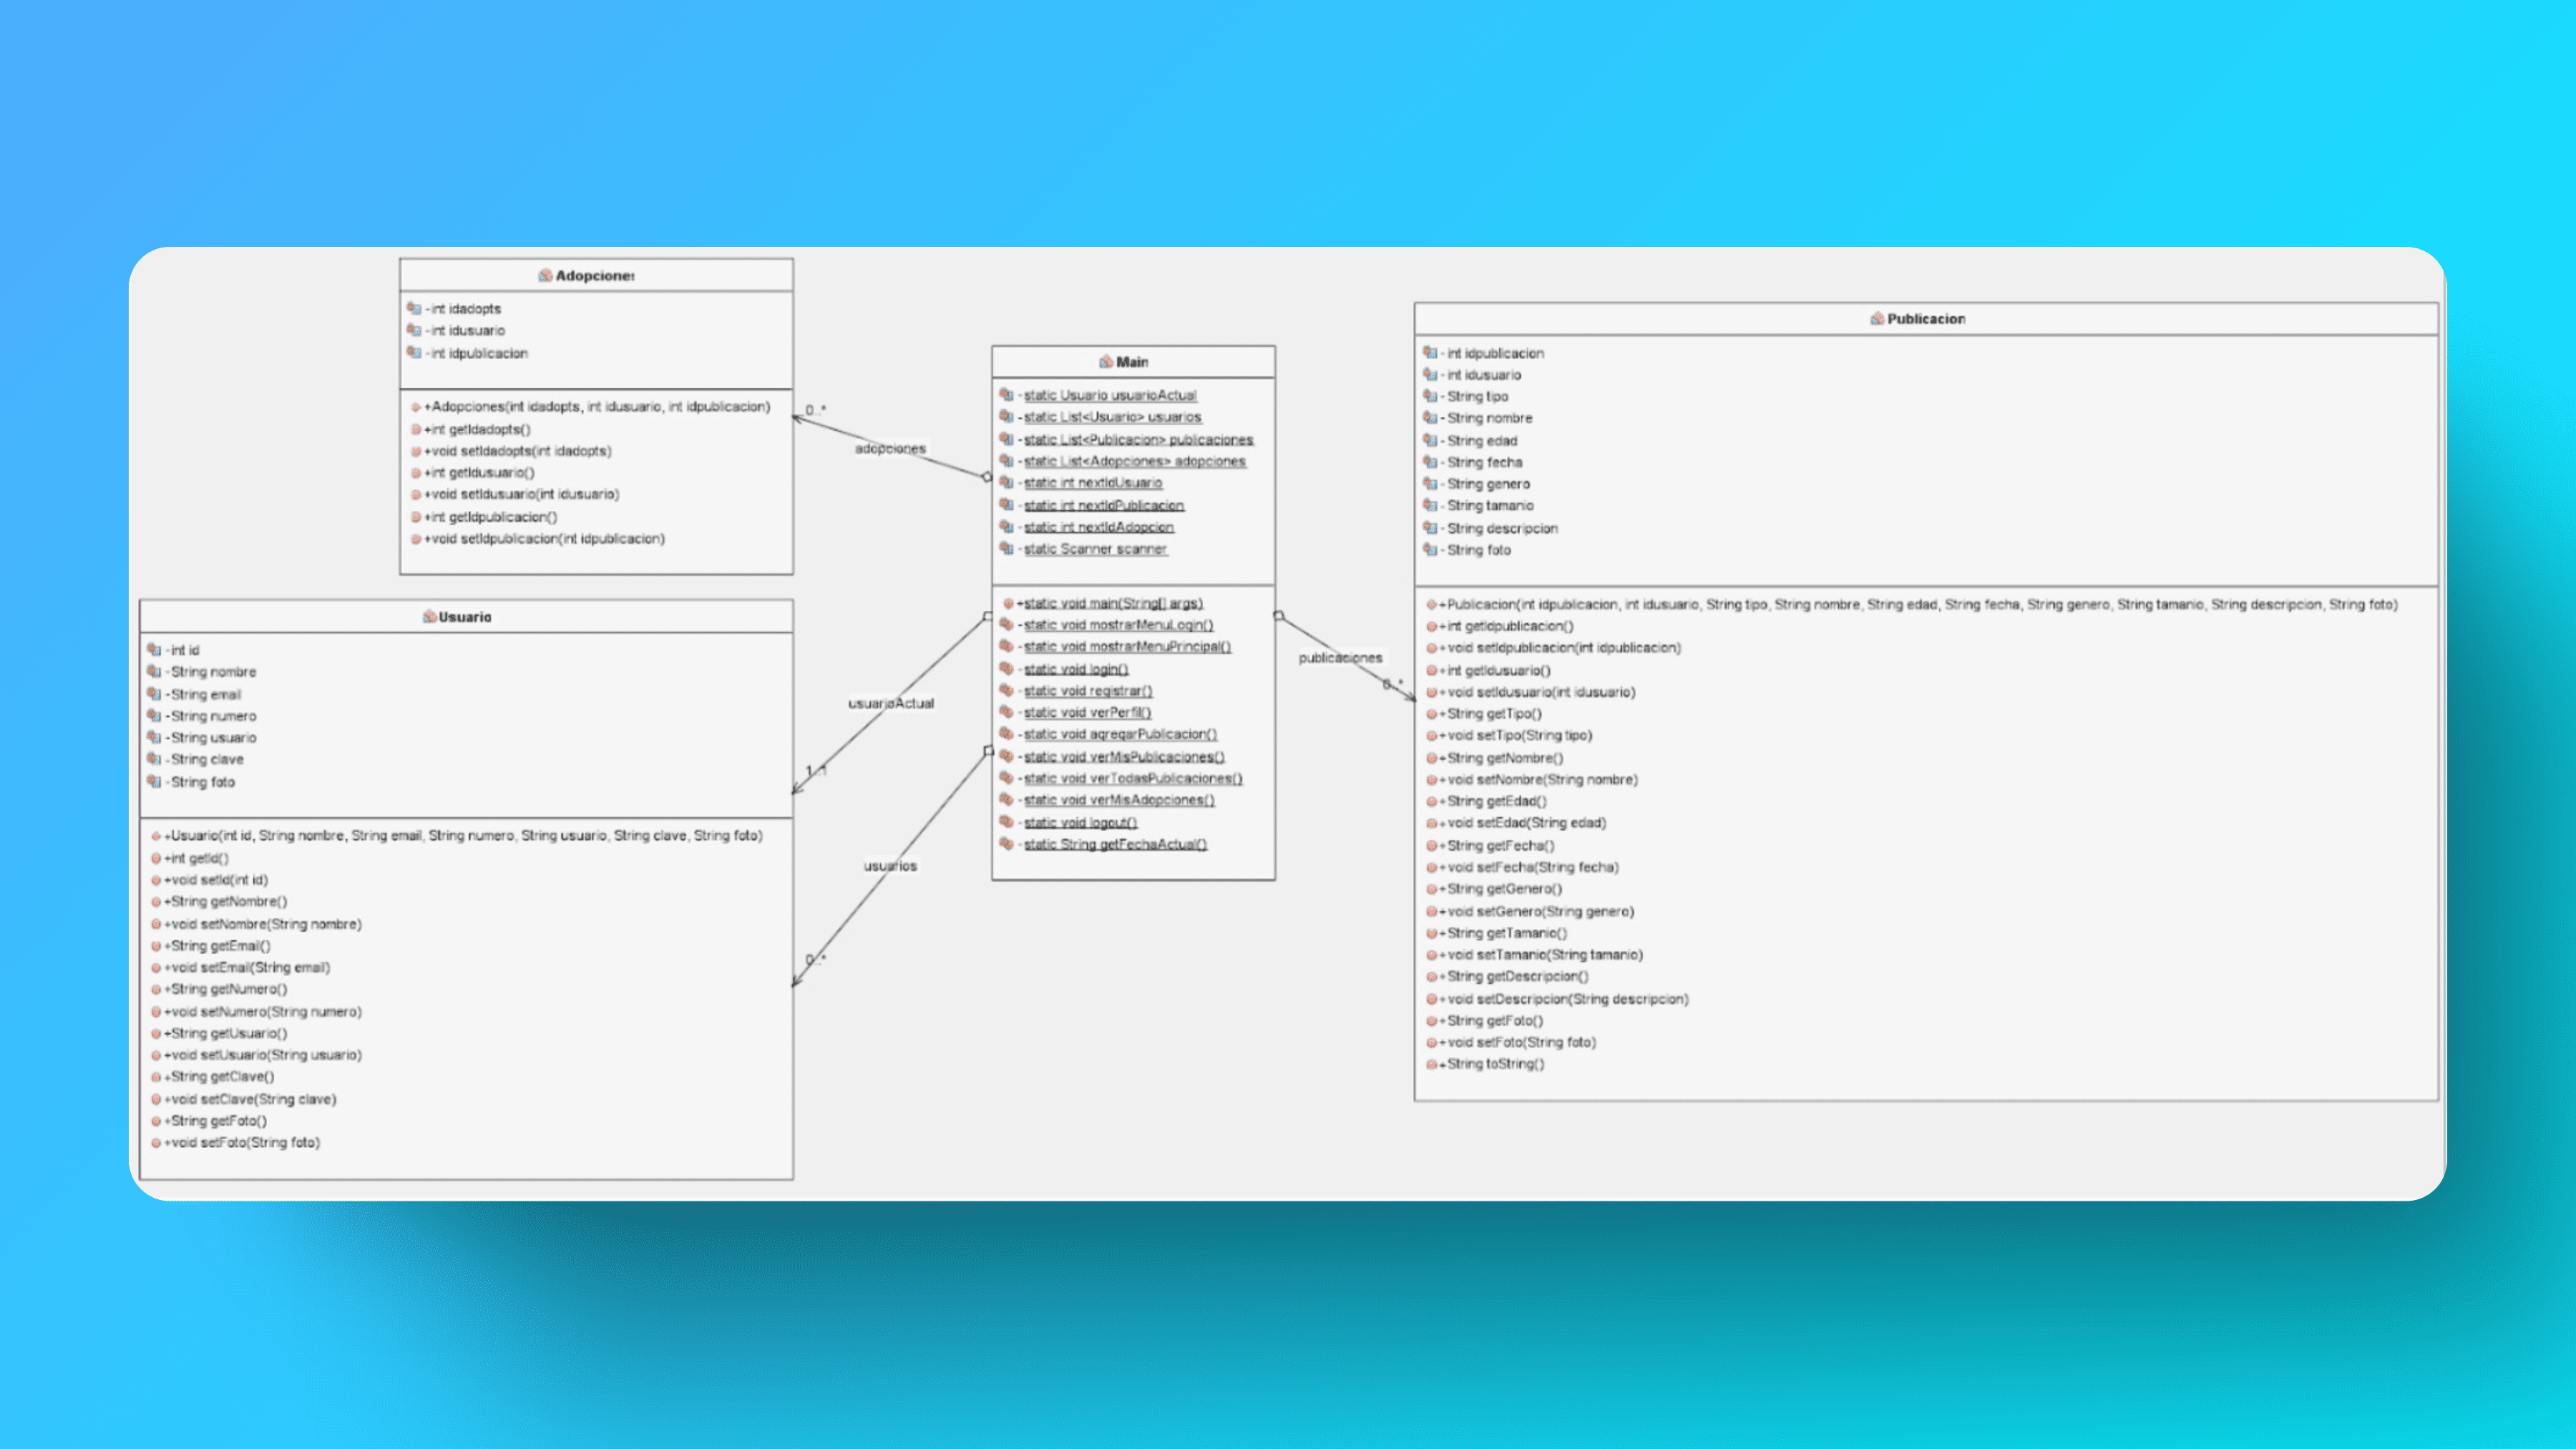 Adopciones
-int idadopts
-int idusuario
-int idpublicacion
+Adopciones(int idadopts, int idusuario, int idpublicacion)
+int getIdadopts()
+void setIdadopts(int idadopts)
+int getIdusuario()
+void setIdusuario(int idusuario)
+int getIdpublicacion()
+void setIdpublicacion(int idpublicacion)
Usuario
-int id
-String nombre
-String email
-String numero
-String usuario
-String clave
-String foto
+Usuario(int id, String nombre, String email, String numero, String usuario, String clave, String foto)
+int getId()
+void setId(int id)
+String getNombre()
+void setNombre(String nombre)
+String getEmail()
+void setEmail(String email)
+String getNumero()
+void setNumero(String numero)
+String getUsuario()
+void setUsuario(String usuario)
+String getClave()
+void setClave(String clave)
+String getFoto()
+void setFoto(String foto)
0..*
adopciones
usuarioActual
1..1
usuarios
0..*
Main
-static Usuario usuarioActual
-static List<Usuario> usuarios
-static List<Publicacion> publicaciones
-static List<Adopciones> adopciones
-static int nextIdUsuario
-static int nextIdPublicacion
-static int nextIdAdopcion
-static Scanner scanner
+static void main(String[] args)
-static void mostrarMenuLogin()
-static void mostrarMenuPrincipal()
-static void login()
-static void registrar()
-static void verPerfil()
-static void agregarPublicacion()
-static void verMisPublicaciones()
-static void verTodasPublicaciones()
-static void verMisAdopciones()
-static void logout()
-static String getFechaActual()
publicaciones
0..*
Publicacion
- int idpublicacion
- int idusuario
- String tipo
- String nombre
- String edad
- String fecha
- String genero
- String tamanio
- String descripcion
- String foto
+Publicacion(int idpublicacion, int idusuario, String tipo, String nombre, String edad, String fecha, String genero, String tamanio, String descripcion, String foto)
+int getIdpublicacion()
+void setIdpublicacion(int idpublicacion)
+int getIdusuario()
+void setIdusuario(int idusuario)
+String getTipo()
+void setTipo(String tipo)
+String getNombre()
+void setNombre(String nombre)
+String getEdad()
+void setEdad(String edad)
+String getFecha()
+void setFecha(String fecha)
+String getGenero()
+void setGenero(String genero)
+String getTamanio()
+void setTamanio(String tamanio)
+String getDescripcion()
+void setDescripcion(String descripcion)
+String getFoto()
+void setFoto(String foto)
+String toString()